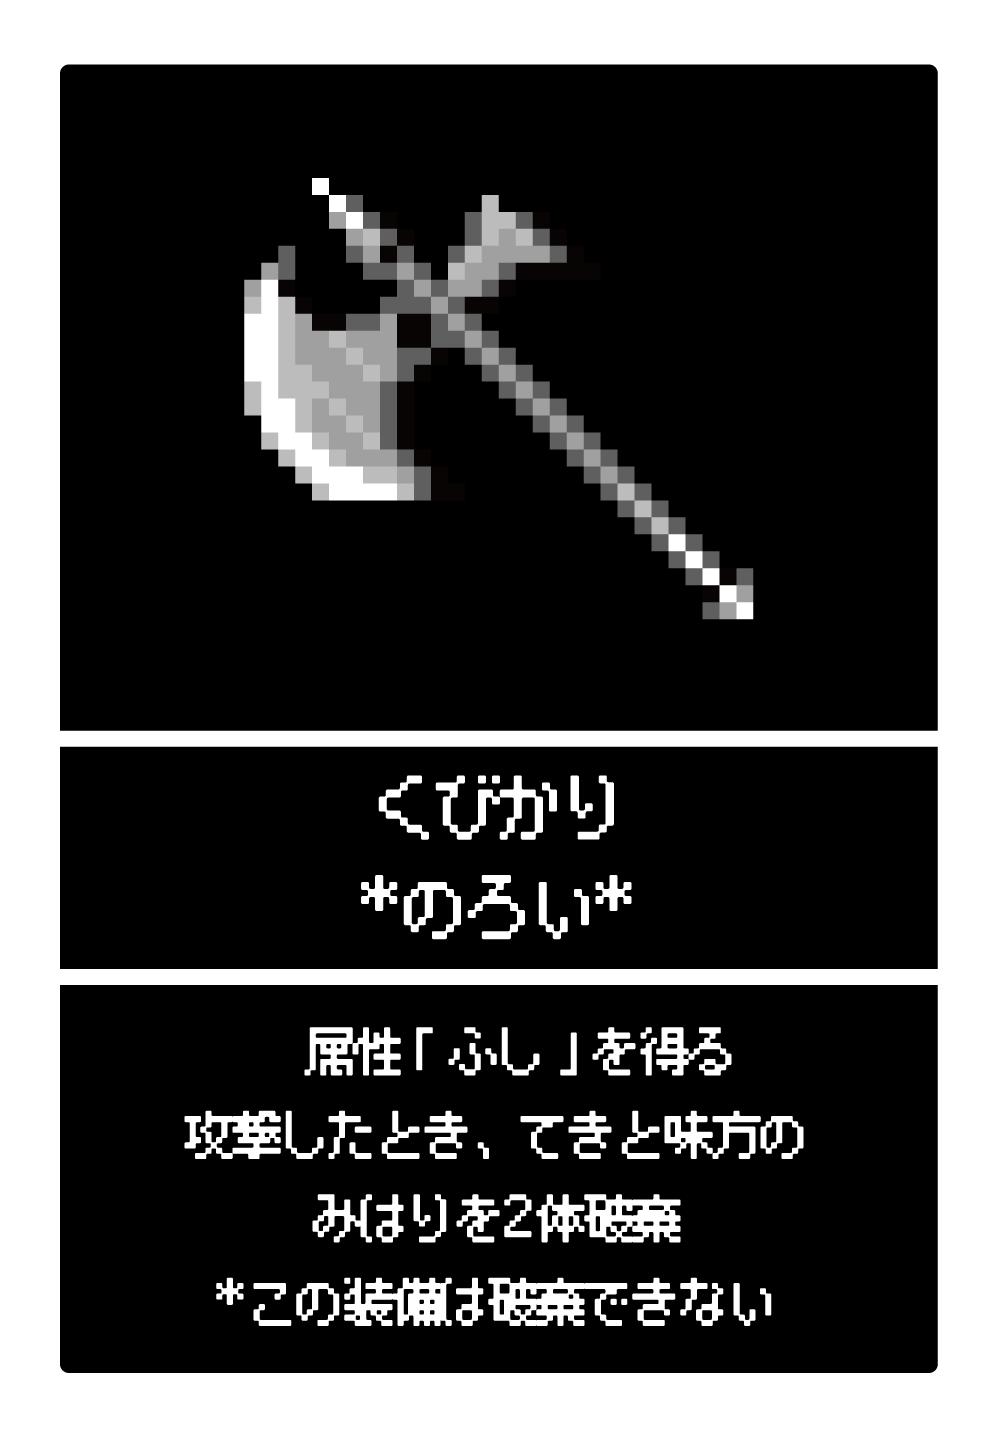 くびかり
*のろい*
属性「ふし」を得る
攻撃したとき、てきと味方の
みはりを2体破棄
*この装備は破棄できない